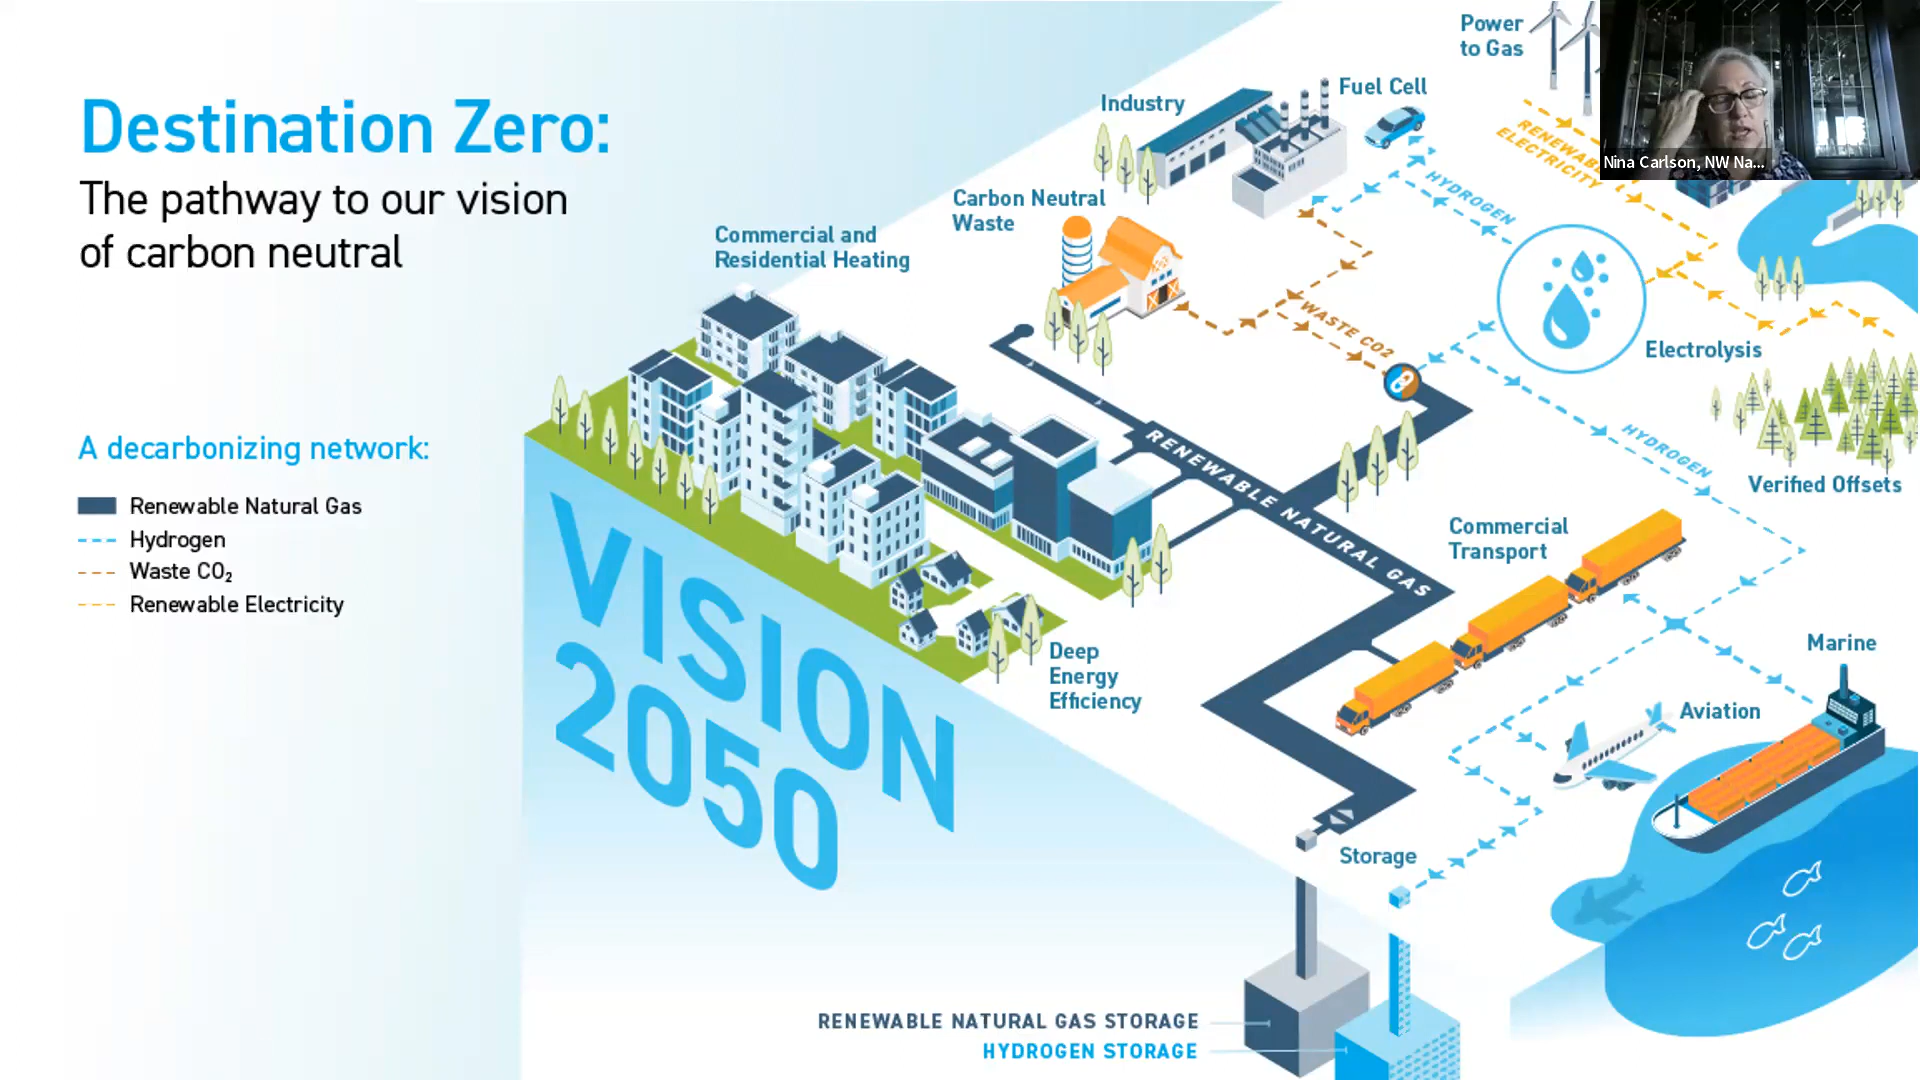 Destination Zero:
The pathway to our vision
of carbon neutral
A decarbonizing network:
Renewable Natural Gas
Hydrogen
Waste CO₂
Renewable Electricity
VISION
2050
Commercial and
Residential Heating
Carbon Neutral
Waste
Industry
Fuel Cell
Power
to Gas
RENEWAB
ELECTRICITY
Nina Carlson, NW Na...
HYDROGEN
WASTE CO2
Electrolysis
RENEWABLE NATURAL GAS
HYDROGEN
Verified Offsets
Commercial
Transport
Deep
Energy
Efficiency
Marine
Aviation
Storage
RENEWABLE NATURAL GAS STORAGE
HYDROGEN STORAGE